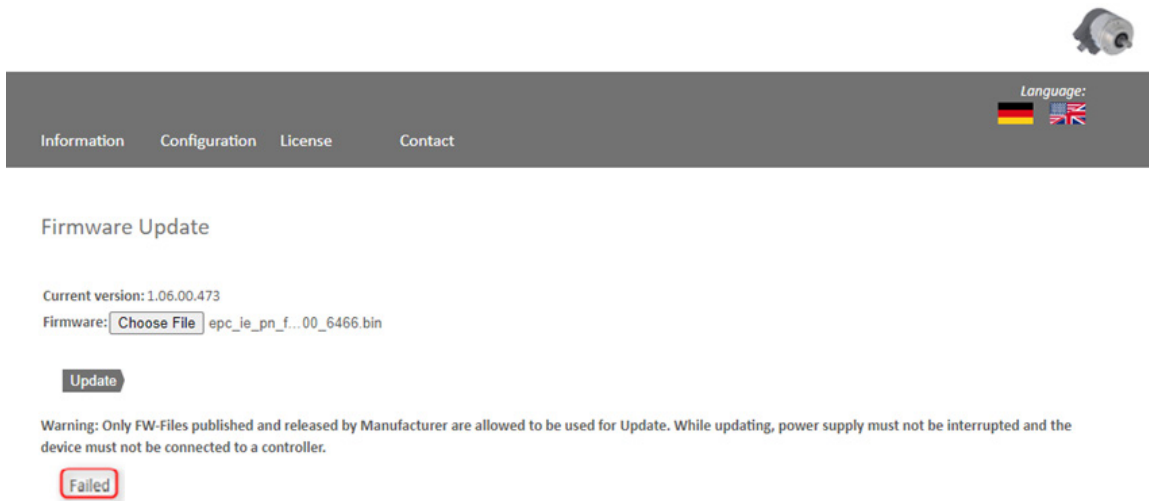 Language:
Information Configuration License Contact
Firmware Update
Current version: 1.06.00.473
Firmware: Choose File epc_ie_pn_f...00_6466.bin
Update
Warning: Only FW-Files published and released by Manufacturer are allowed to be used for Update. While updating, power supply must not be interrupted and the
device must not be connected to a controller.
Failed